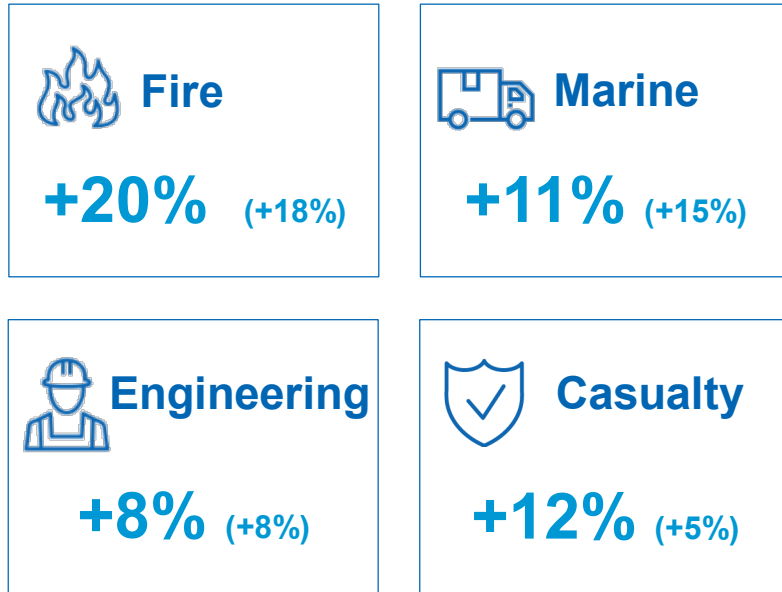 Fire
+20% (+18%)
Marine
+11% (+15%)
Engineering
+8% (+8%)
Casualty
+12% (+5%)